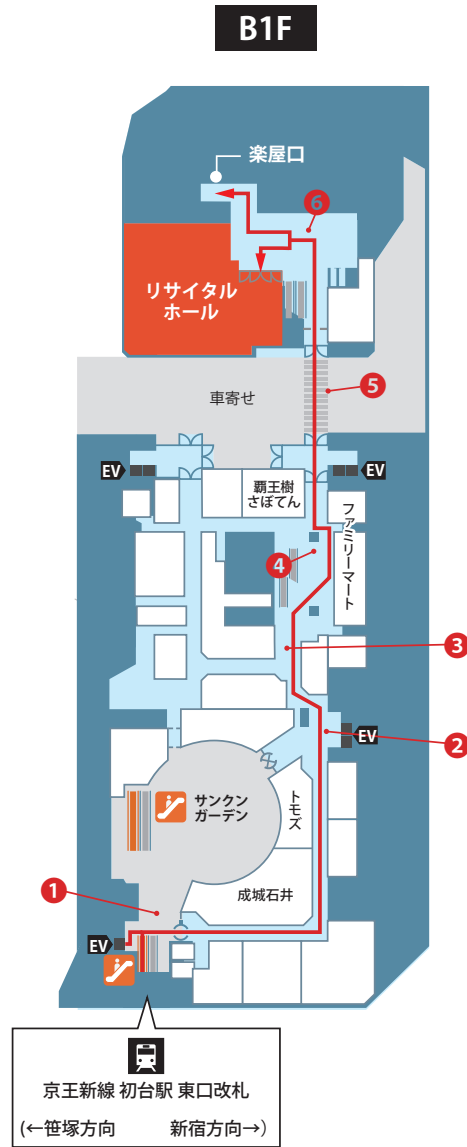 B1F
楽屋口
6
リサイタル
ホール
5
車寄せ
EV
EV
覇王樹
さぼてん
ファミリーマート
4
3
2
EV
サンクン
ガーデン
トモズ
成城石井
1
EV
京王新線 初台駅 東口改札
(←笹塚方向 新宿方向→)